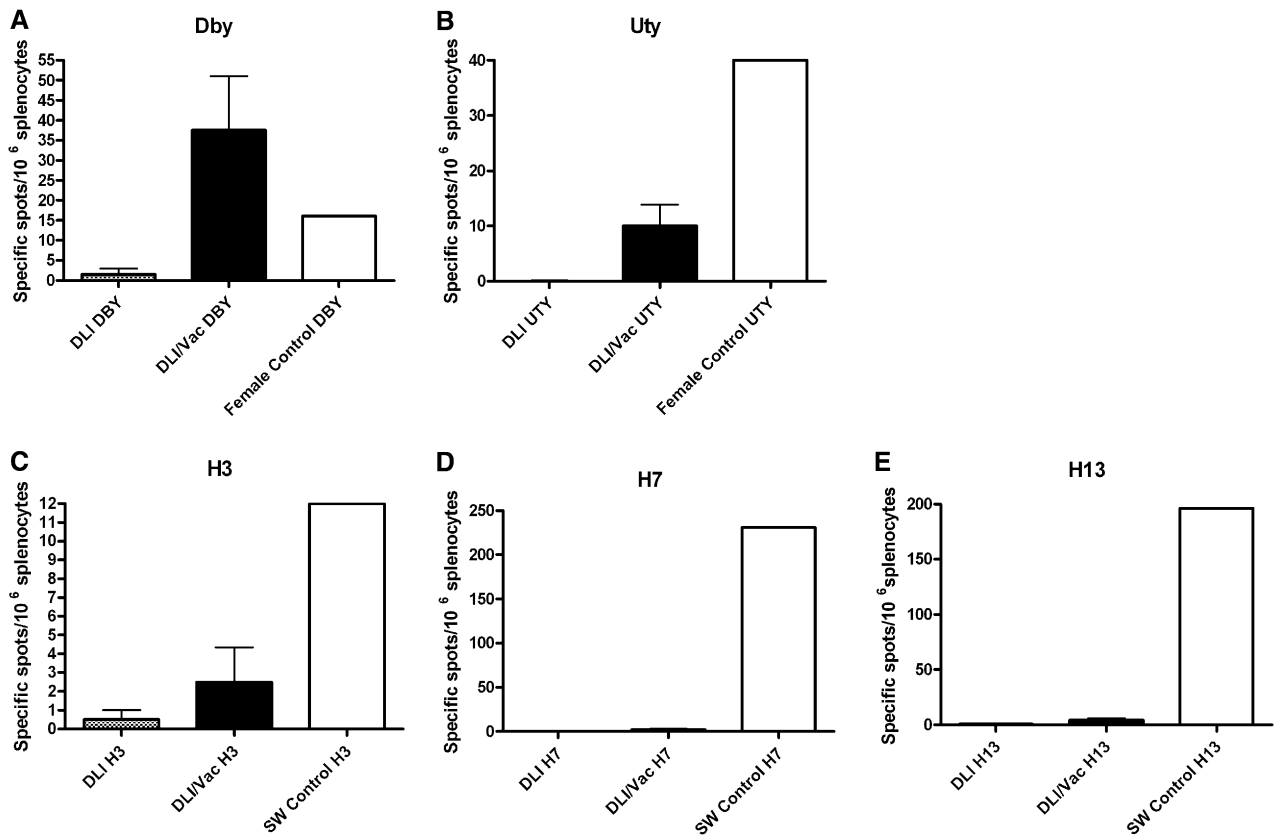 A
Dby
Specific spots/10 6 splenocytes
55
50
45
40
35
30
25
20
15
10
5
0
DLI DBY
DLI/Vac DBY
Female Control DBY
B
Uty
Specific spots/10 6 splenocytes
40
30
20
10
0
DLI UTY
DLI/Vac UTY
Female Control UTY
C
H3
Specific spots/10 6 splenocytes
12
11
10
9
8
7
6
5
4
3
2
1
0
DLI H3
DLI/Vac H3
SW Control H3
D
H7
Specific spots/10 6 splenocytes
250
200
150
100
50
0
DLI H7
DLI/Vac H7
SW Control H7
E
H13
Specific spots/10 6 splenocytes
200
150
100
50
0
DLI H13
DLI/Vac H13
SW Control H13